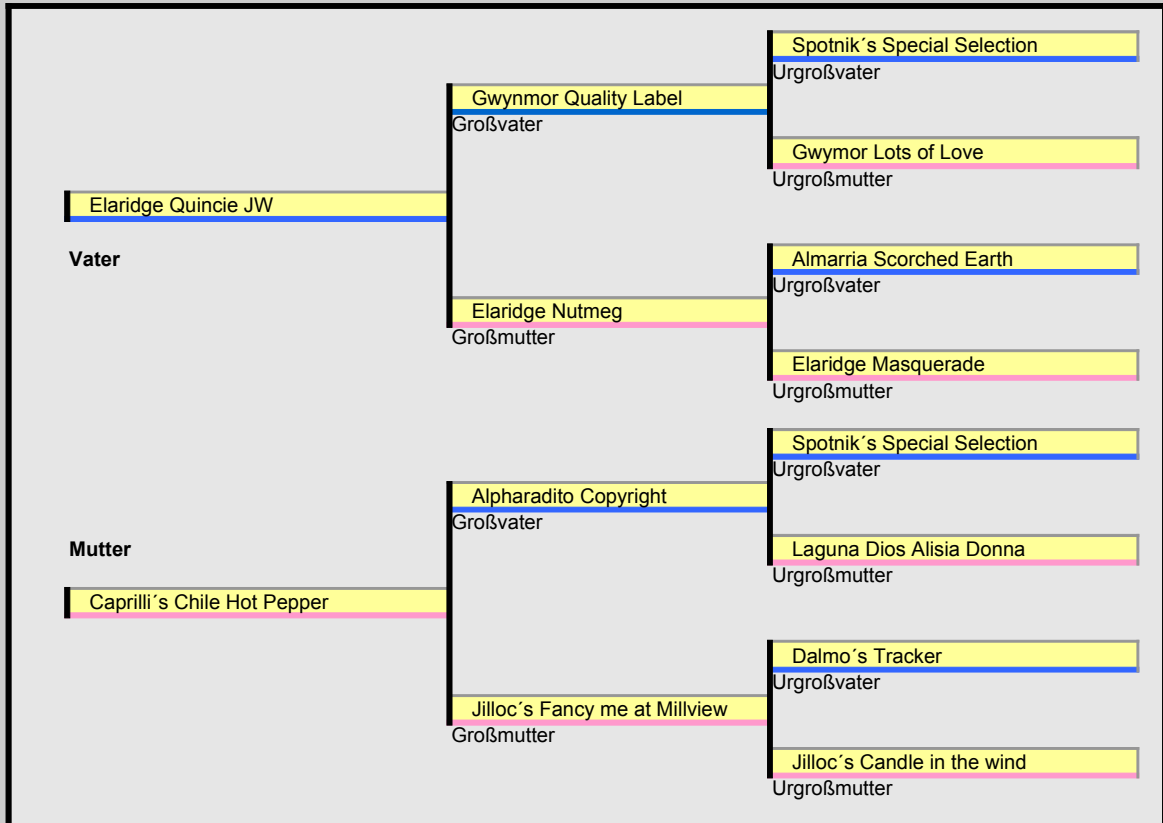 Spotnik´s Special Selection
Urgroßvater
Gwynmor Quality Label
Großvater
Gwymor Lots of Love
Urgroßmutter
Elaridge Quincie JW
Vater
Almarria Scorched Earth
Urgroßvater
Elaridge Nutmeg
Großmutter
Elaridge Masquerade
Urgroßmutter
Spotnik´s Special Selection
Urgroßvater
Alpharadito Copyright
Großvater
Mutter
Laguna Dios Alisia Donna
Urgroßmutter
Caprilli´s Chile Hot Pepper
Dalmo´s Tracker
Urgroßvater
Jilloc´s Fancy me at Millview
Großmutter
Jilloc´s Candle in the wind
Urgroßmutter